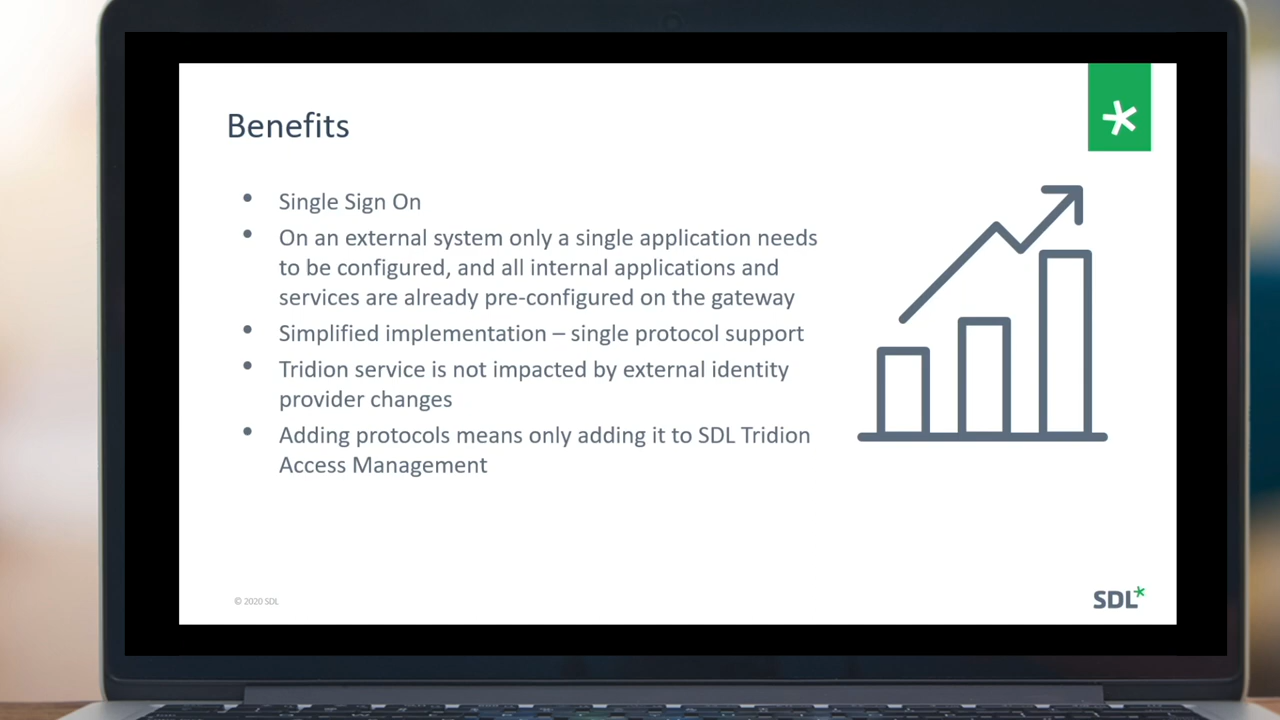 Benefits
• Single Sign On
• On an external system only a single application needs
to be configured, and all internal applications and
services are already pre-configured on the gateway
• Simplified implementation – single protocol support
• Tridion service is not impacted by external identity
provider changes
• Adding protocols means only adding it to SDL Tridion
Access Management
© 2020 SDL
SDL*